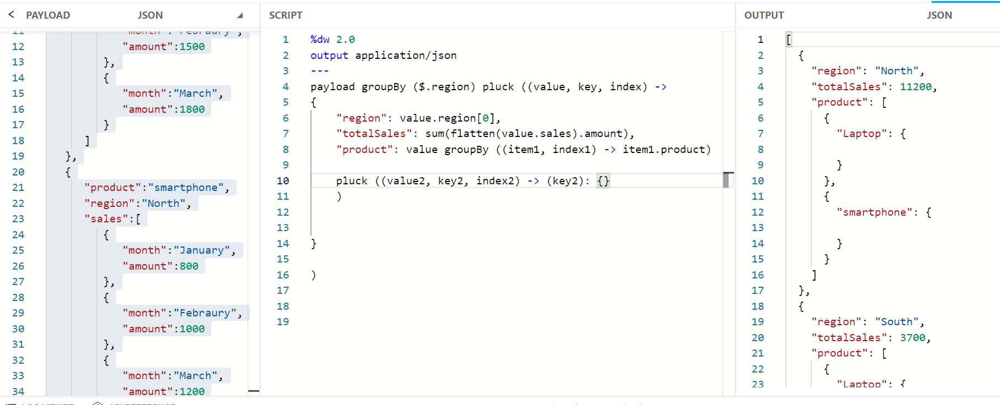 PAYLOAD JSON
11 "month":"Febraury",
12 "amount":1500
13 },
14 {
15 "month":"March",
16 "amount":1800
17 }
18 ]
19 },
20 {
21 "product":"smartphone",
22 "region":"North",
23 "sales":[
24 {
25 "month":"January",
26 "amount":800
27 },
28 {
29 "month":"Febraury",
30 "amount":1000
31 },
32 {
33 "month":"March",
34 "amount":1200
SCRIPT
1 %dw 2.0
2 output application/json
3 ---
4 payload groupBy ($.region) pluck ((value, key, index) ->
5 {
6 "region": value.region[0],
7 "totalSales": sum(flatten(value.sales).amount),
8 "product": value groupBy ((item1, index1) -> item1.product)
9
10 pluck ((value2, key2, index2) -> (key2): {}
11 )
12
13
14 }
15
16 )
17
18
19
OUTPUT JSON
1 [
2 {
3 "region": "North",
4 "totalSales": 11200,
5 "product": [
6 {
7 "Laptop": {
8
9 }
10 },
11 {
12 "smartphone": {
13
14 }
15 }
16 ]
17 },
18 {
19 "region": "South",
20 "totalSales": 3700,
21 "product": [
22 {
23 "Laptop": {